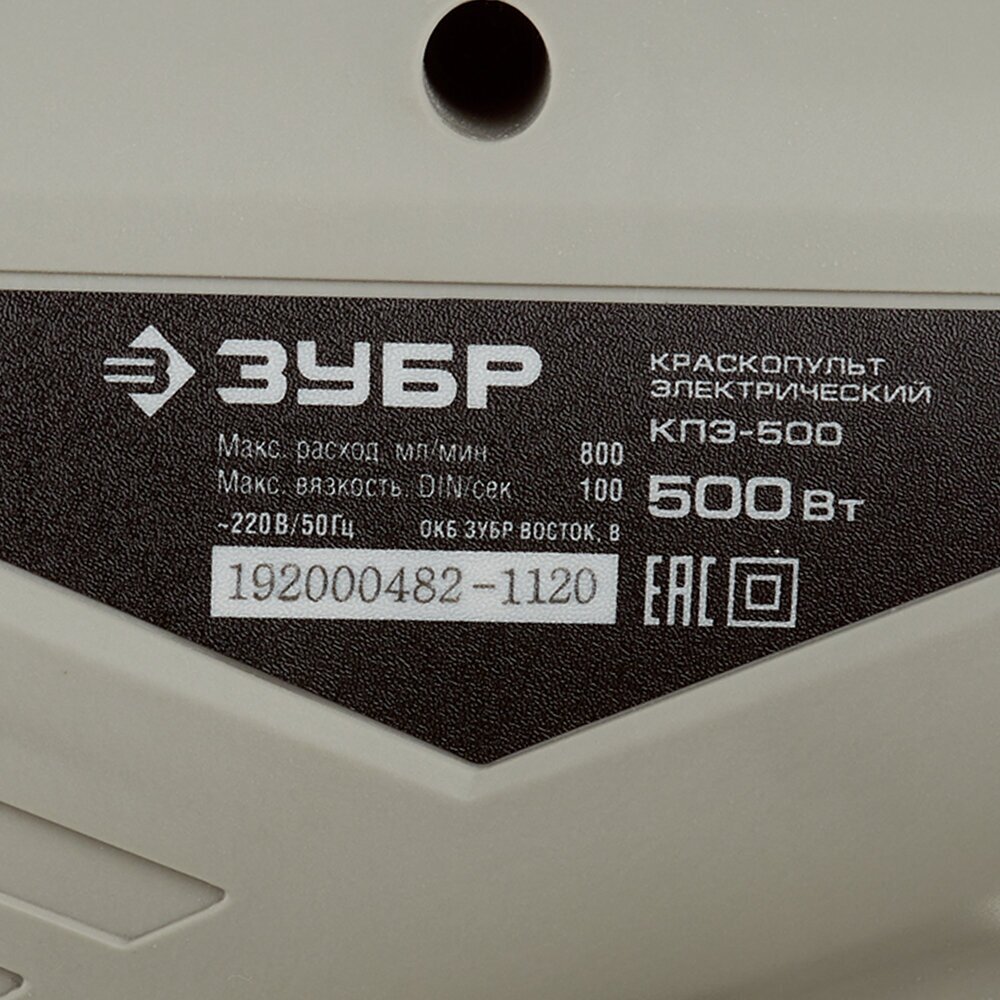 ЗУБР
Макс. расход, мл/мин 800
Макс. вязкость, DIN/сек 100
~220 В/50 Гц ОКБ ЗУБР ВОСТОК, В
192000482-1120
КРАСКОПУЛЬТ
ЭЛЕКТРИЧЕСКИЙ
КПЭ-500
500 Вт
EAC